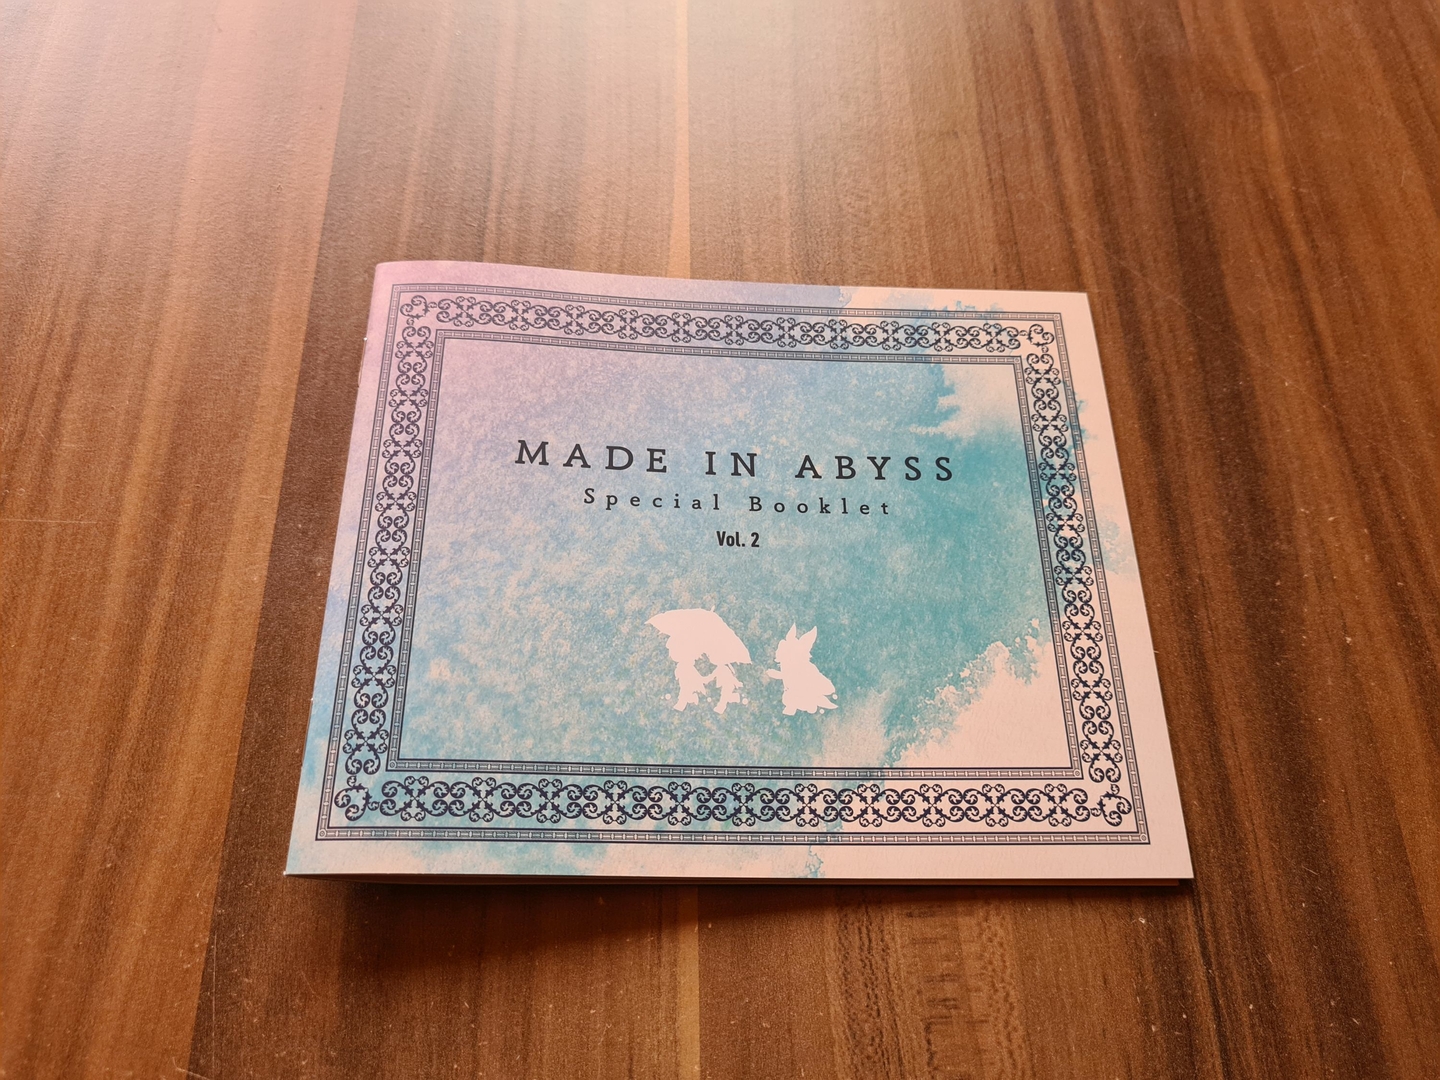 MADE IN ABYSS
Special Booklet
Vol. 2